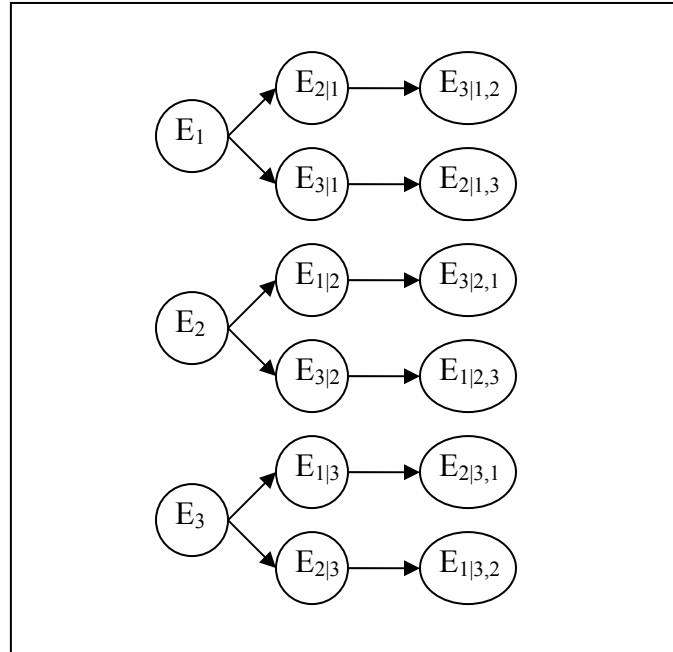 E₂|₁ E₃|₁,₂
E₁
E₃|₁ E₂|₁,₃
E₁|₂ E₃|₂,₁
E₂
E₃|₂ E₁|₂,₃
E₁|₃ E₂|₃,₁
E₃
E₂|₃ E₁|₃,₂